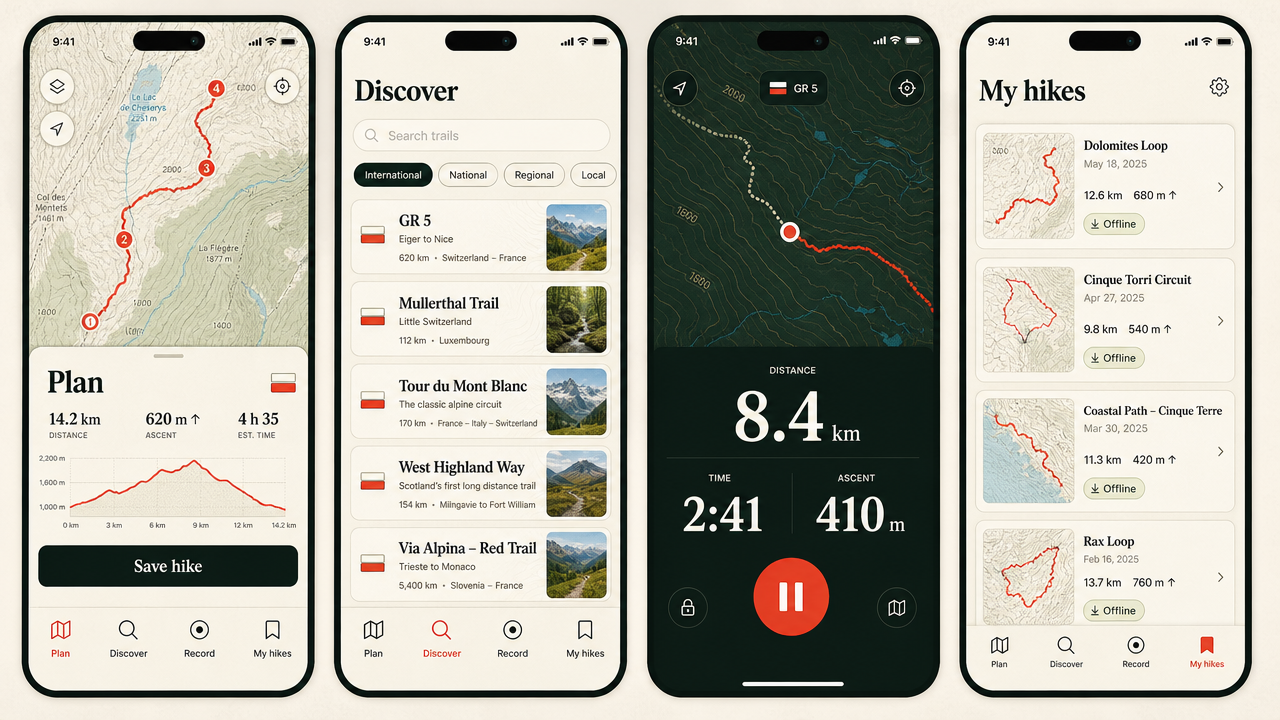 9:41
4
2200
Le Lac
de Cheserys
2251 m
2000
3
Col des
Montets
1461 m
2
La Flégère
1877 m
1
1800
1800
1400
Plan
14.2 km
620 m ↑
4 h 35
DISTANCE
ASCENT
EST. TIME
2,200 m
1,600 m
1,000 m
0 km
3 km
6 km
9 km
12 km
14.2 km
Save hike
Plan
Discover
Record
My hikes
9:41
Discover
Search trails
International
National
Regional
Local
GR 5
Eiger to Nice
620 km • Switzerland – France
Mullerthal Trail
Little Switzerland
112 km • Luxembourg
Tour du Mont Blanc
The classic alpine circuit
170 km • France – Italy – Switzerland
West Highland Way
Scotland's first long distance trail
154 km • Milngavie to Fort William
Via Alpina – Red Trail
Trieste to Monaco
5,400 km • Slovenia – France
Plan
Discover
Record
My hikes
9:41
GR 5
2000
1800
1600
DISTANCE
8.4 km
TIME
ASCENT
2:41
410 m
9:41
My hikes
Dolomites Loop
May 18, 2025
12.6 km 680 m ↑
Offline
Cinque Torri Circuit
Apr 27, 2025
9.8 km 540 m ↑
Offline
Coastal Path – Cinque Terre
Mar 30, 2025
11.3 km 420 m ↑
Offline
Rax Loop
Feb 16, 2025
13.7 km 760 m ↑
Offline
Plan
Discover
Record
My hikes